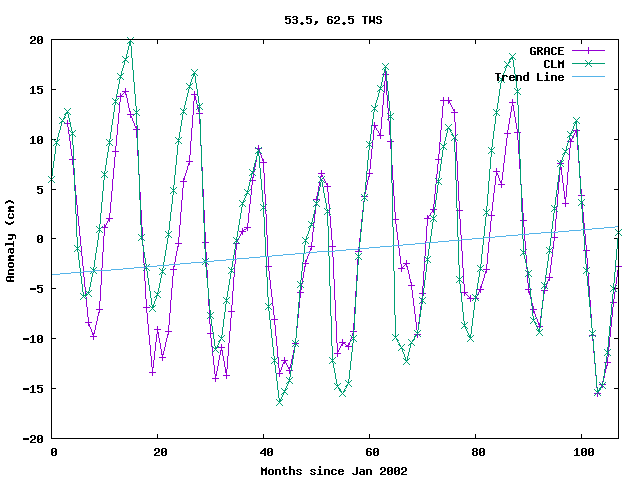 53.5, 62.5 TWS
GRACE
CLM
Trend Line
20
15
10
5
0
-5
-10
-15
-20
Anomaly (cm)
0 20 40 60 80 100
Months since Jan 2002